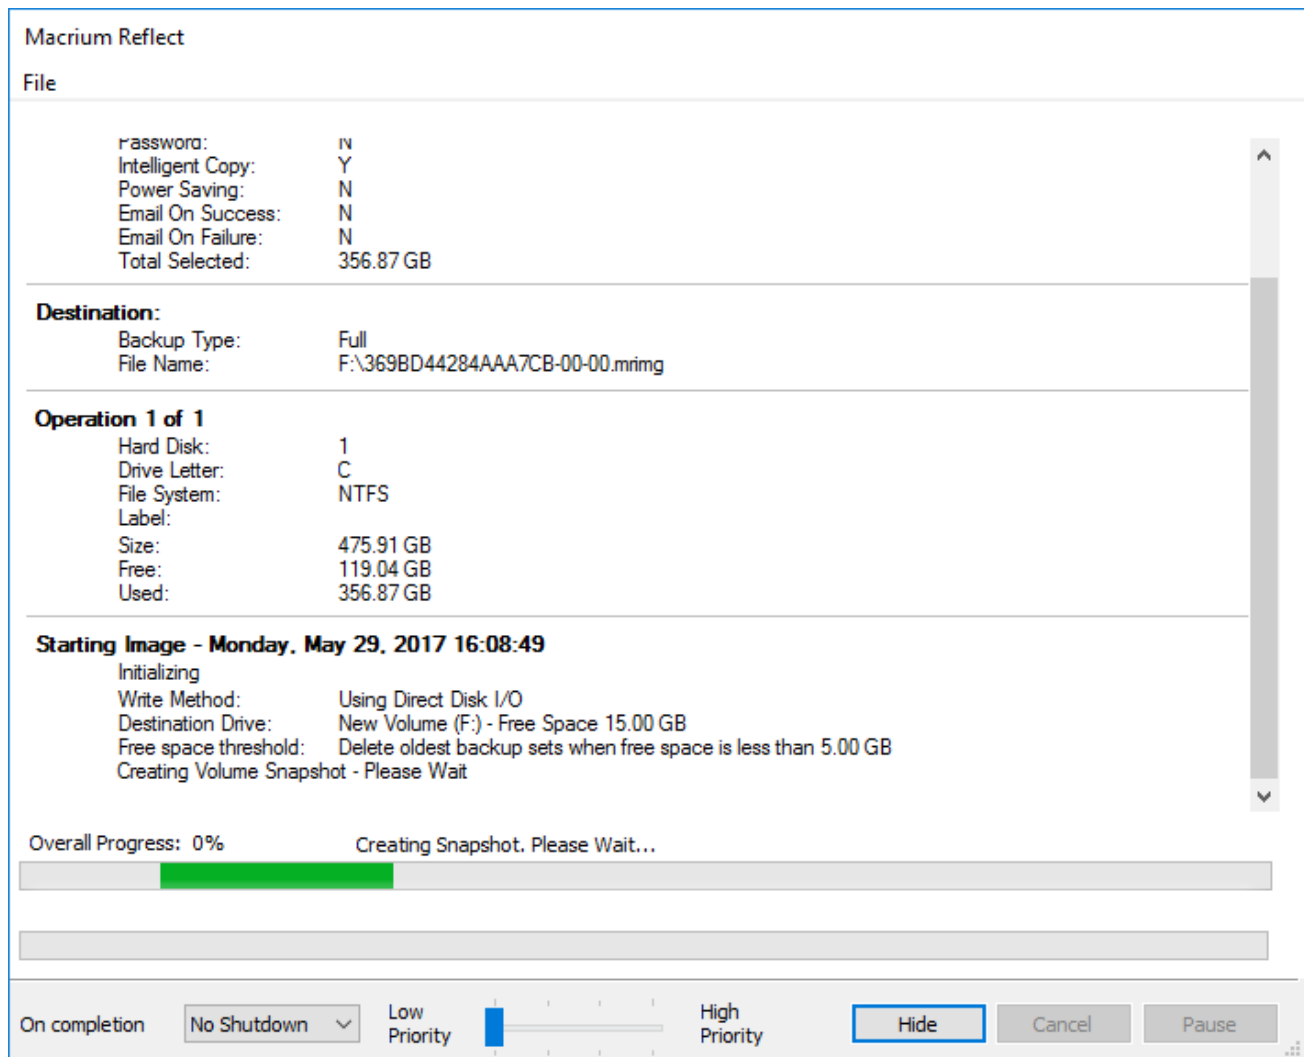 Macrium Reflect
File
Password: N
Intelligent Copy: Y
Power Saving: N
Email On Success: N
Email On Failure: N
Total Selected: 356.87 GB
Destination:
Backup Type: Full
File Name: F:\369BD44284AAA7CB-00-00.mrimg
Operation 1 of 1
Hard Disk: 1
Drive Letter: C
File System: NTFS
Label:
Size: 475.91 GB
Free: 119.04 GB
Used: 356.87 GB
Starting Image - Monday, May 29, 2017 16:08:49
Initializing
Write Method: Using Direct Disk I/O
Destination Drive: New Volume (F:) - Free Space 15.00 GB
Free space threshold: Delete oldest backup sets when free space is less than 5.00 GB
Creating Volume Snapshot - Please Wait
Overall Progress: 0% Creating Snapshot. Please Wait...
On completion No Shutdown Low Priority High Priority Hide Cancel Pause